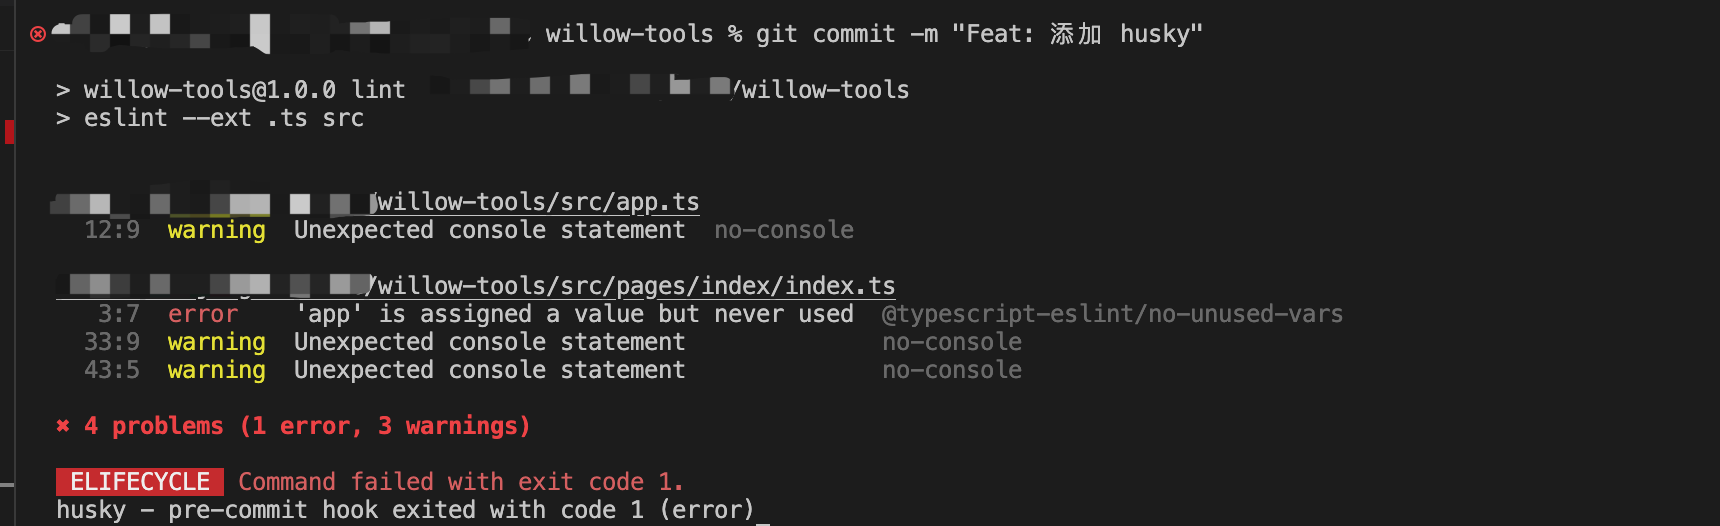 willow-tools % git commit -m "Feat: 添加 husky"
> willow-tools@1.0.0 lint /willow-tools
> eslint --ext .ts src
/willow-tools/src/app.ts
12:9 warning Unexpected console statement no-console
/willow-tools/src/pages/index/index.ts
3:7 error 'app' is assigned a value but never used @typescript-eslint/no-unused-vars
33:9 warning Unexpected console statement no-console
43:5 warning Unexpected console statement no-console
✖ 4 problems (1 error, 3 warnings)
ELIFECYCLE Command failed with exit code 1.
husky - pre-commit hook exited with code 1 (error)